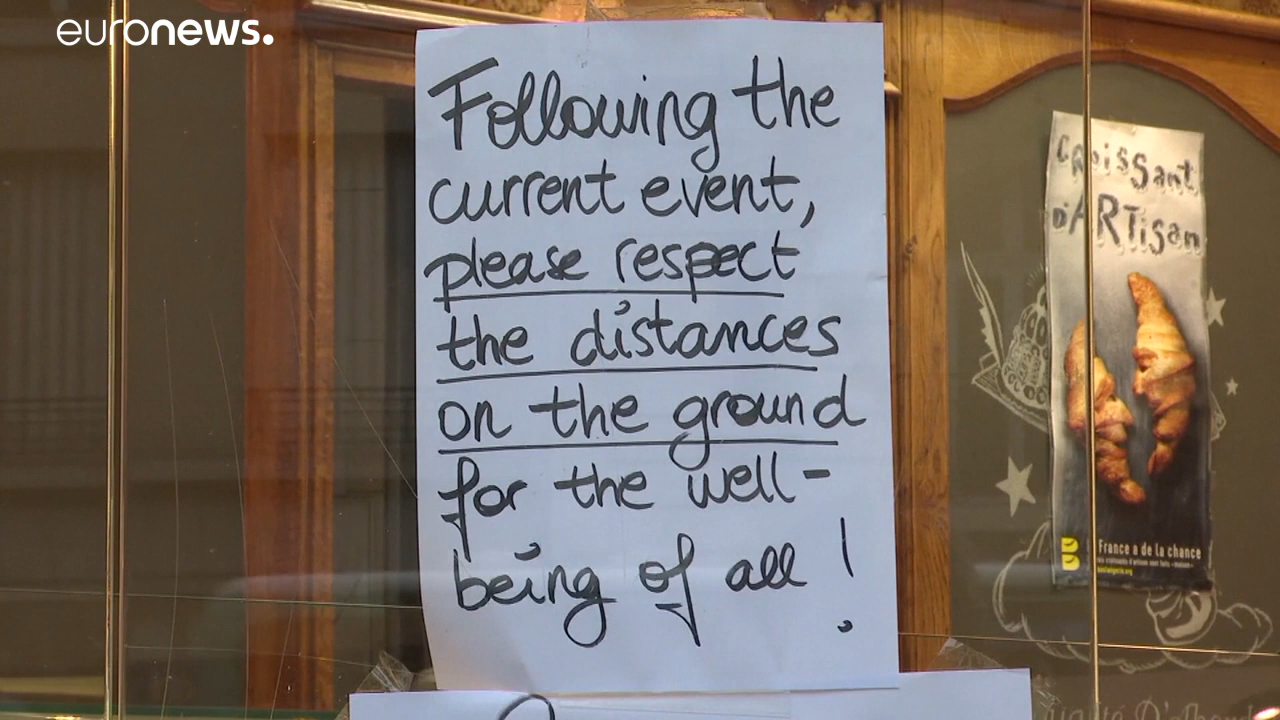 euronews.
Following the
current event,
please respect
the distances
on the ground
for the well-
being of all !
CRoissant
D'ARTisan
France a de la chance